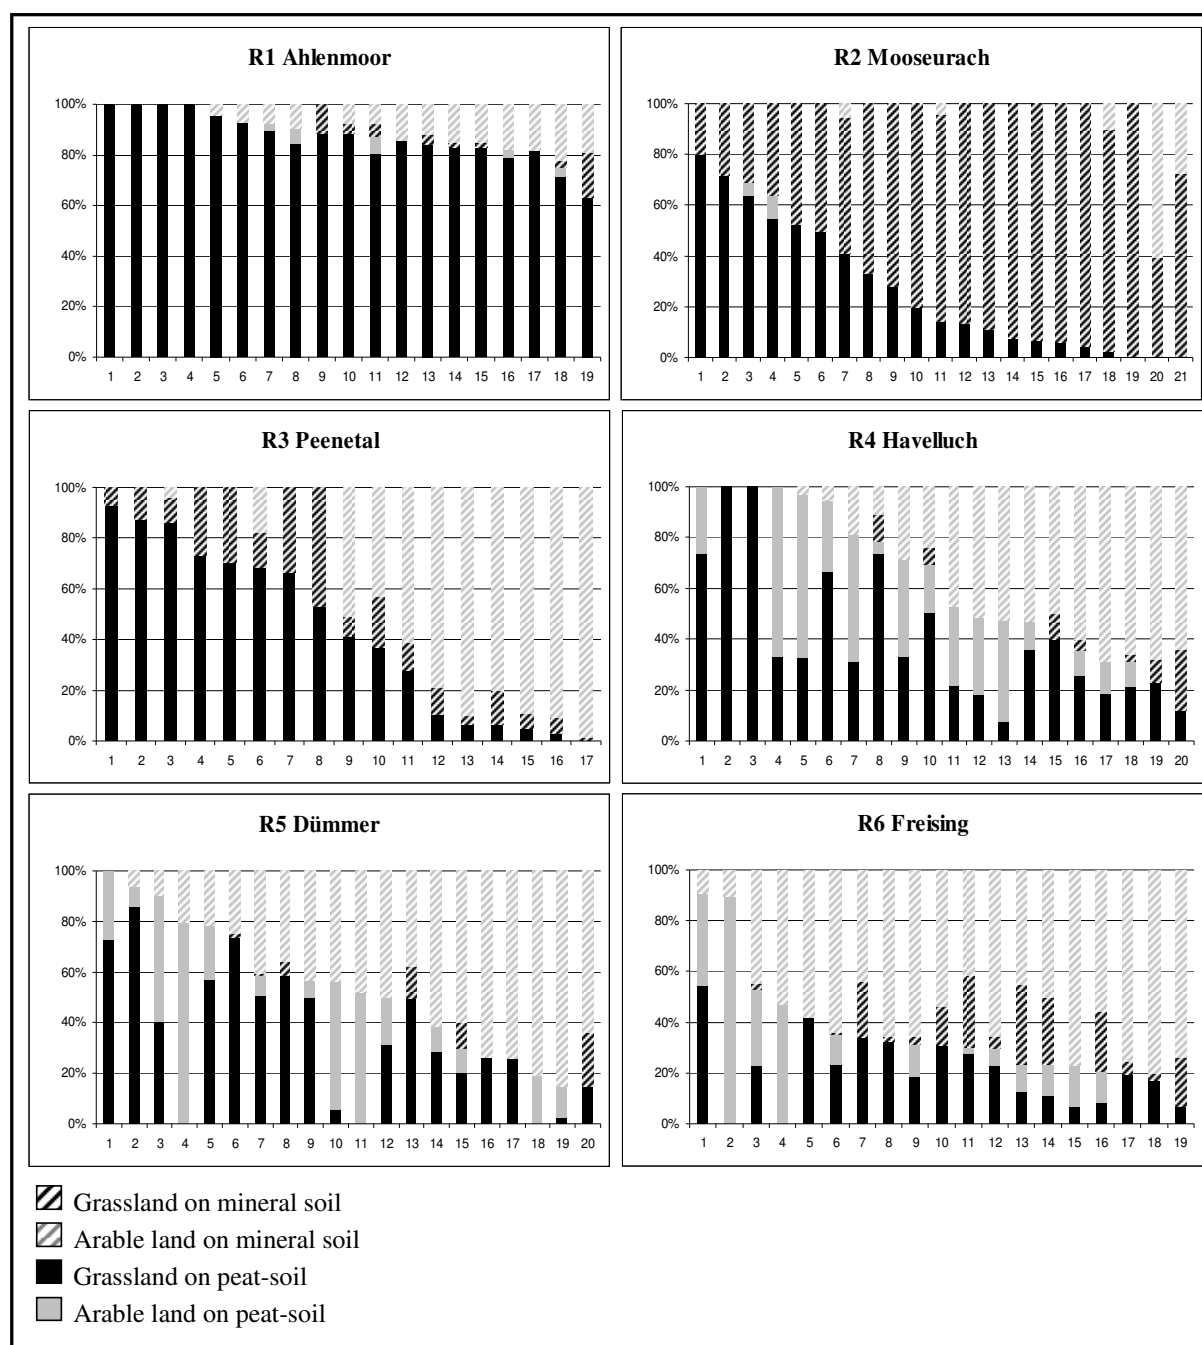 R1 Ahlenmoor
100%
80%
60%
40%
20%
0%
1 2 3 4 5 6 7 8 9 10 11 12 13 14 15 16 17 18 19
R2 Mooseurach
100%
80%
60%
40%
20%
0%
1 2 3 4 5 6 7 8 9 10 11 12 13 14 15 16 17 18 19 20 21
R3 Peenetal
100%
80%
60%
40%
20%
0%
1 2 3 4 5 6 7 8 9 10 11 12 13 14 15 16 17
R4 Havelluch
100%
80%
60%
40%
20%
0%
1 2 3 4 5 6 7 8 9 10 11 12 13 14 15 16 17 18 19 20
R5 Dümmer
100%
80%
60%
40%
20%
0%
1 2 3 4 5 6 7 8 9 10 11 12 13 14 15 16 17 18 19 20
R6 Freising
100%
80%
60%
40%
20%
0%
1 2 3 4 5 6 7 8 9 10 11 12 13 14 15 16 17 18 19
Grassland on mineral soil
Arable land on mineral soil
Grassland on peat-soil
Arable land on peat-soil